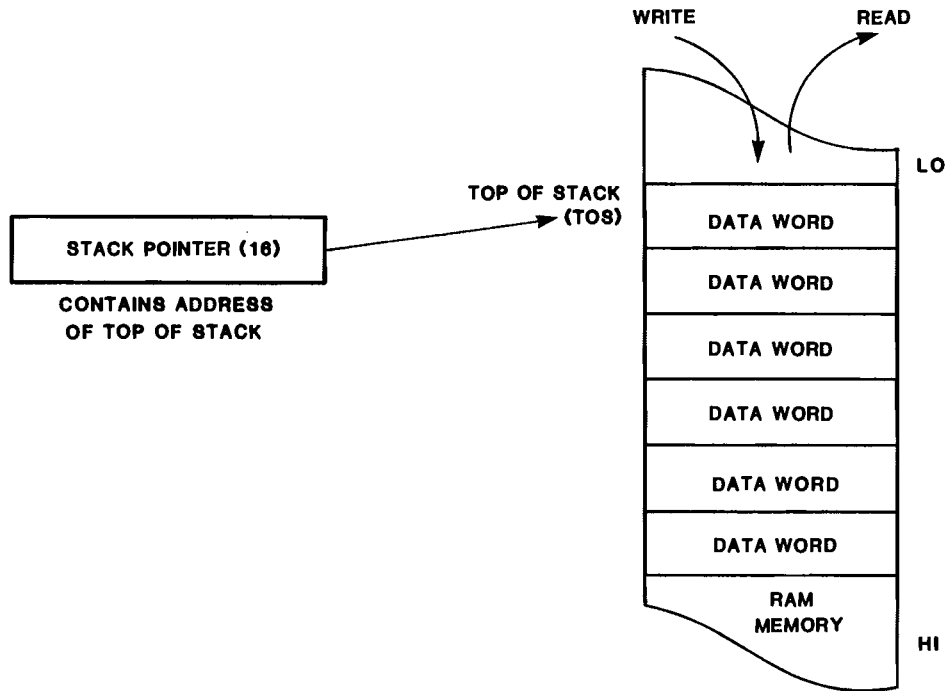 WRITE
READ
LO
TOP OF STACK
(TOS)
STACK POINTER (16)
CONTAINS ADDRESS
OF TOP OF STACK
DATA WORD
DATA WORD
DATA WORD
DATA WORD
DATA WORD
DATA WORD
RAM
MEMORY
HI